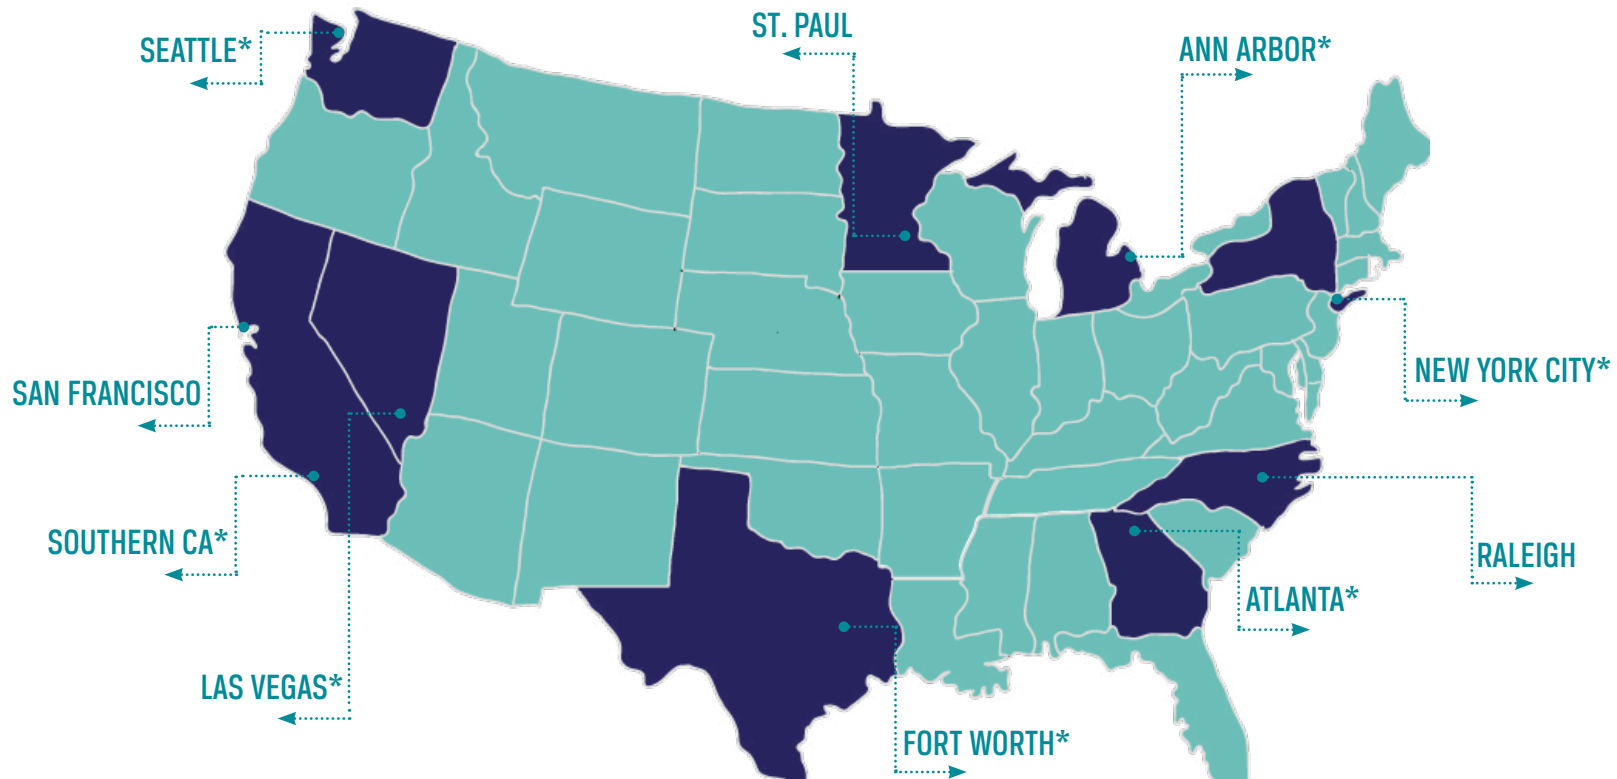 ST. PAUL
SEATTLE*
ANN ARBOR*
NEW YORK CITY*
SAN FRANCISCO
SOUTHERN CA*
RALEIGH
ATLANTA*
LAS VEGAS*
FORT WORTH*